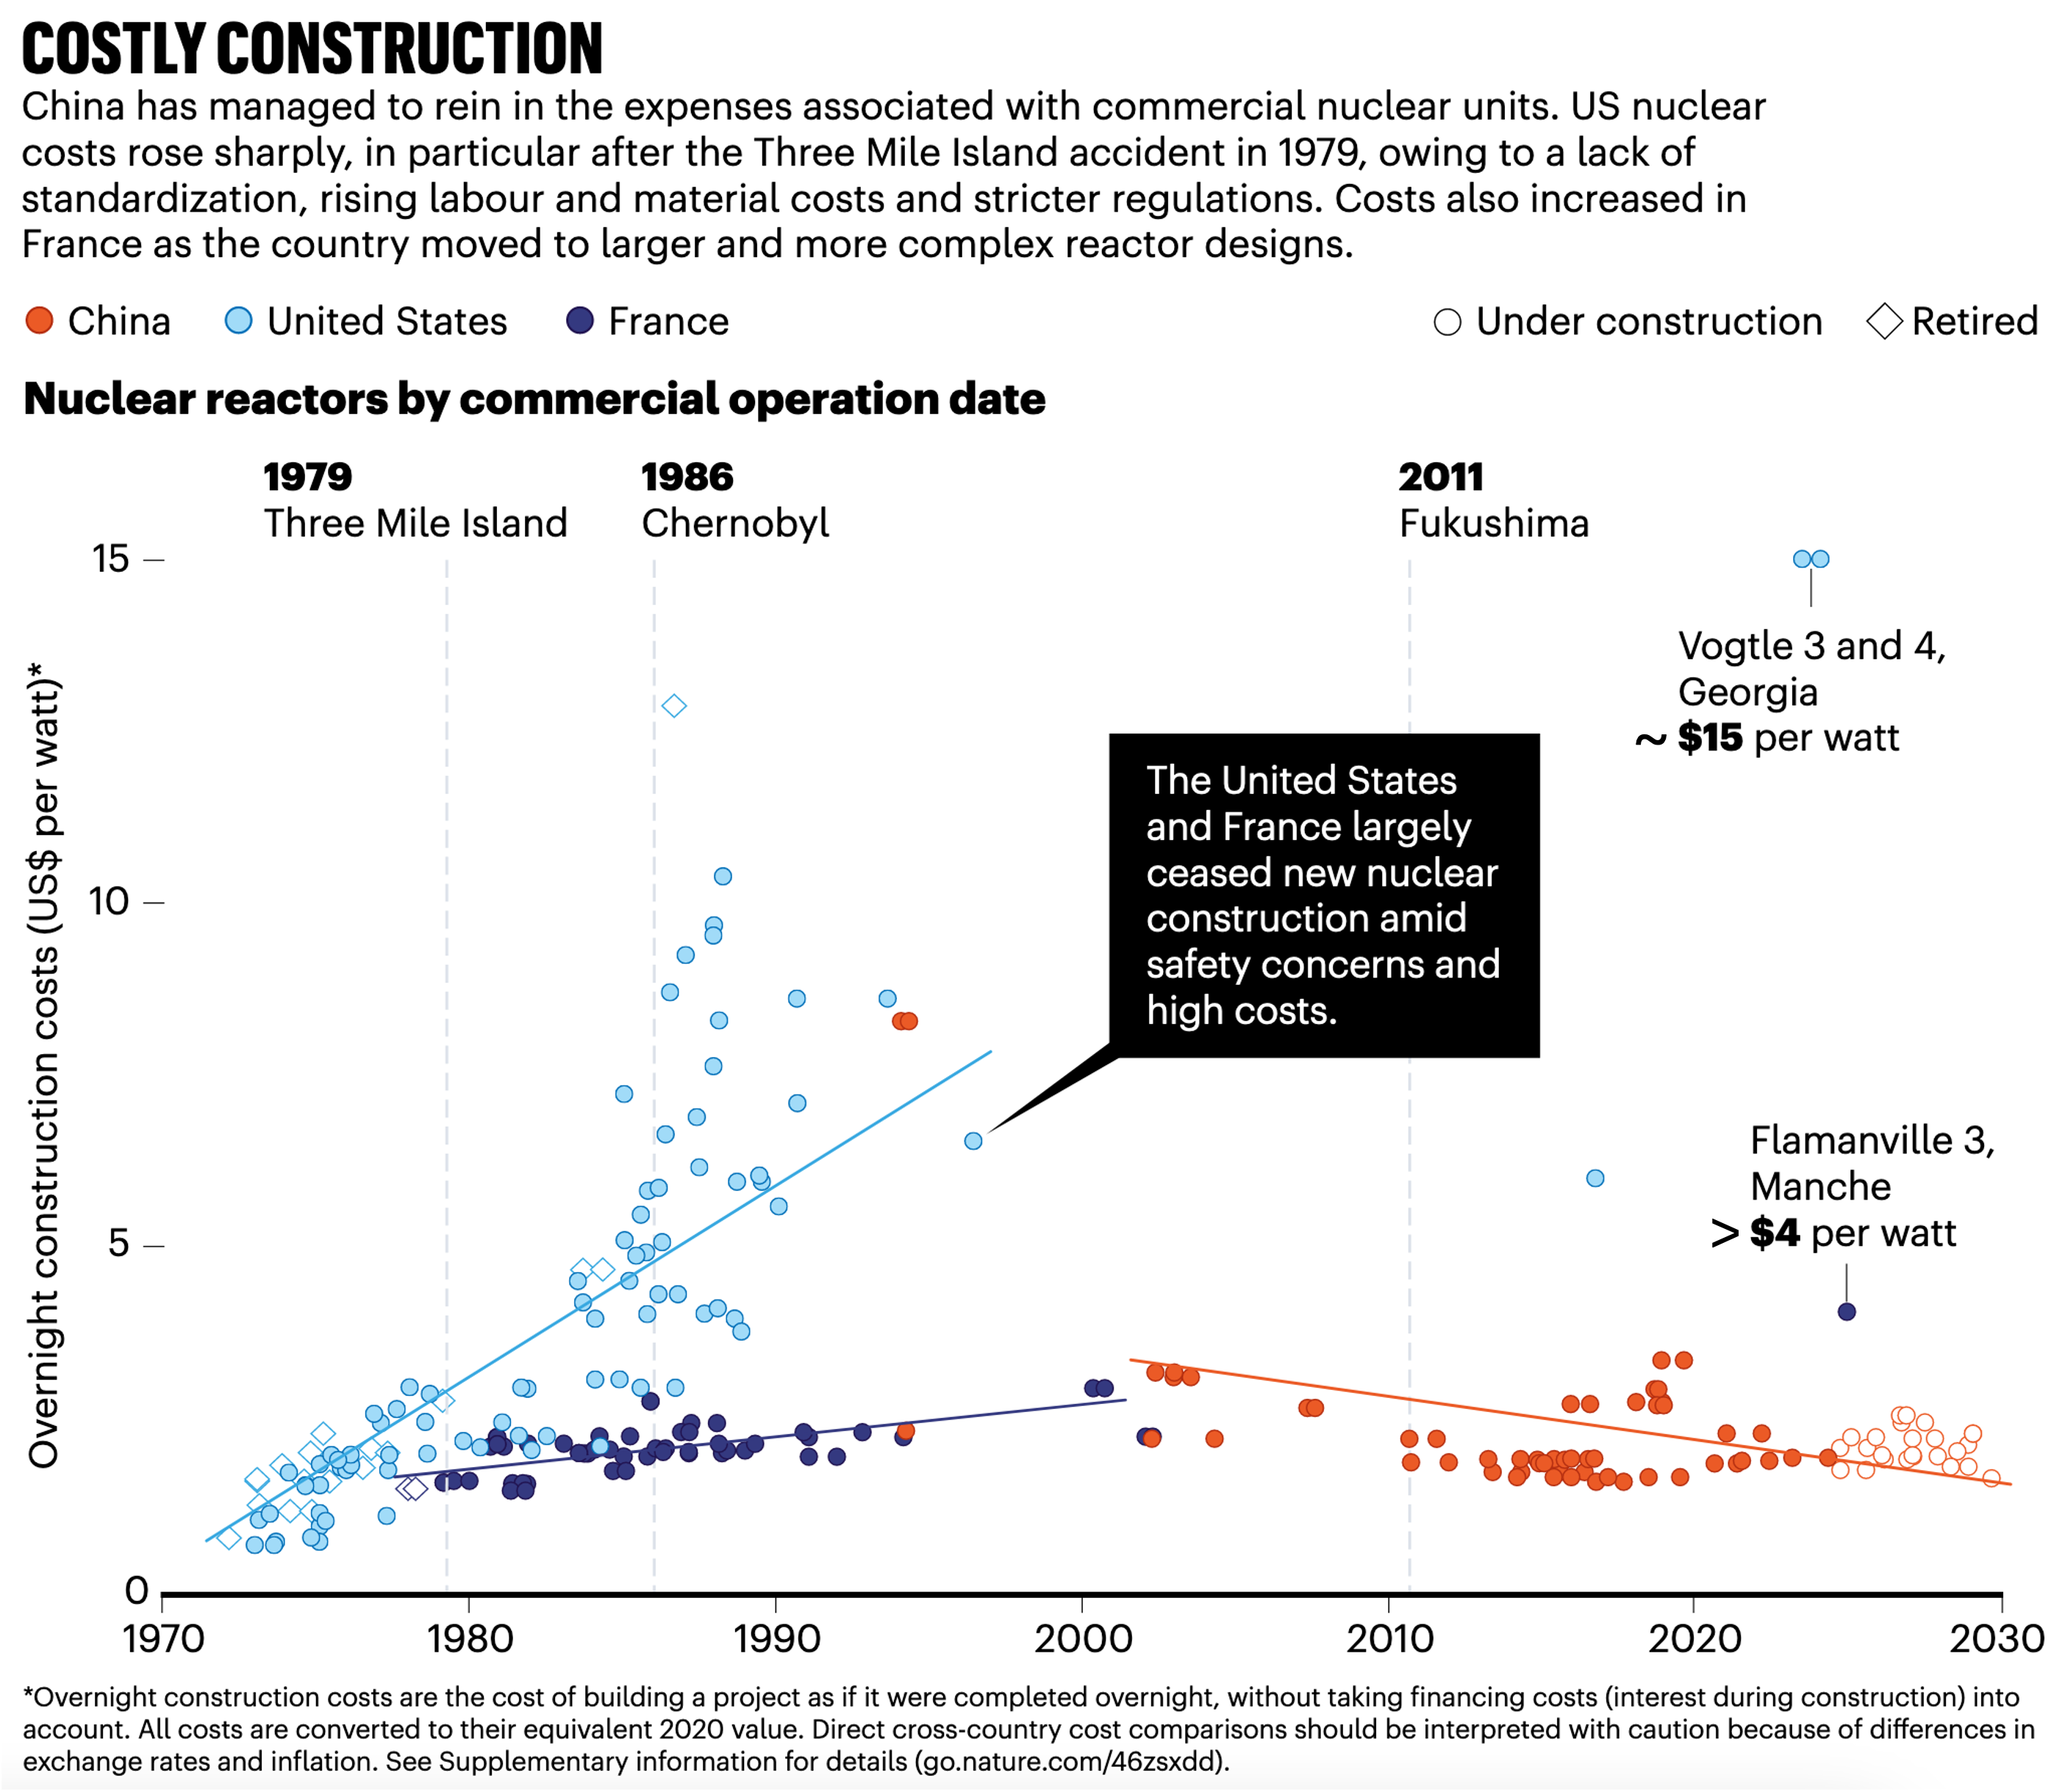 COSTLY CONSTRUCTION
China has managed to rein in the expenses associated with commercial nuclear units. US nuclear
costs rose sharply, in particular after the Three Mile Island accident in 1979, owing to a lack of
standardization, rising labour and material costs and stricter regulations. Costs also increased in
France as the country moved to larger and more complex reactor designs.
China United States France Under construction Retired
Nuclear reactors by commercial operation date
1979
Three Mile Island
1986
Chernobyl
2011
Fukushima
Overnight construction costs (US$ per watt)*
15
10
5
0
Vogtle 3 and 4,
Georgia
~ $15 per watt
The United States
and France largely
ceased new nuclear
construction amid
safety concerns and
high costs.
Flamanville 3,
Manche
> $4 per watt
1970 1980 1990 2000 2010 2020 2030
*Overnight construction costs are the cost of building a project as if it were completed overnight, without taking financing costs (interest during construction) into
account. All costs are converted to their equivalent 2020 value. Direct cross-country cost comparisons should be interpreted with caution because of differences in
exchange rates and inflation. See Supplementary information for details (go.nature.com/46zsxdd).